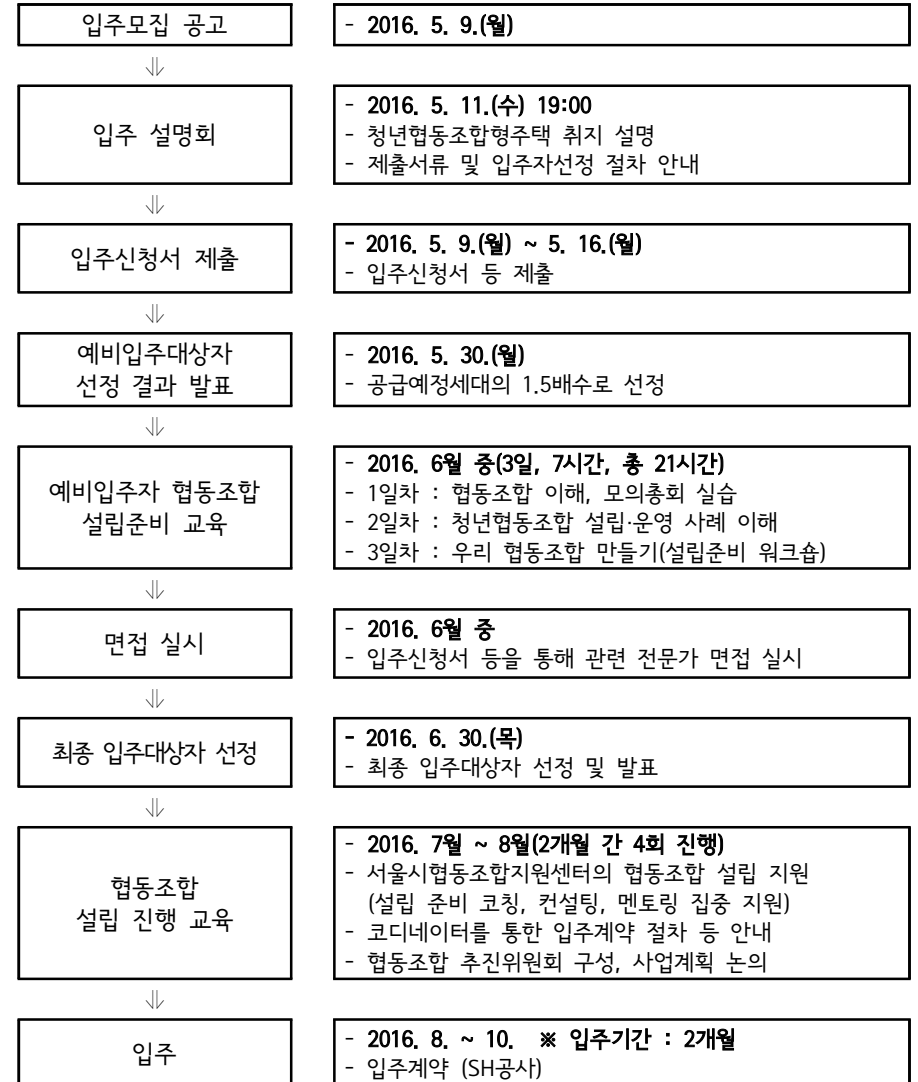 입주모집 공고
- 2016. 5. 9.(월)
⇓
입주 설명회
- 2016. 5. 11.(수) 19:00
- 청년협동조합형주택 취지 설명
- 제출서류 및 입주자선정 절차 안내
⇓
입주신청서 제출
- 2016. 5. 9.(월) ~ 5. 16.(월)
- 입주신청서 등 제출
⇓
예비입주대상자
선정 결과 발표
- 2016. 5. 30.(월)
- 공급예정세대의 1.5배수로 선정
⇓
예비입주자 협동조합
설립준비 교육
- 2016. 6월 중(3일, 7시간, 총 21시간)
- 1일차 : 협동조합 이해, 모의총회 실습
- 2일차 : 청년협동조합 설립·운영 사례 이해
- 3일차 : 우리 협동조합 만들기(설립준비 워크숍)
⇓
면접 실시
- 2016. 6월 중
- 입주신청서 등을 통해 관련 전문가 면접 실시
⇓
최종 입주대상자 선정
- 2016. 6. 30.(목)
- 최종 입주대상자 선정 및 발표
⇓
협동조합
설립 진행 교육
- 2016. 7월 ~ 8월(2개월 간 4회 진행)
- 서울시협동조합지원센터의 협동조합 설립 지원
(설립 준비 코칭, 컨설팅, 멘토링 집중 지원)
- 코디네이터를 통한 입주계약 절차 등 안내
- 협동조합 추진위원회 구성, 사업계획 논의
⇓
입주
- 2016. 8. ~ 10. ※ 입주기간 : 2개월
- 입주계약 (SH공사)